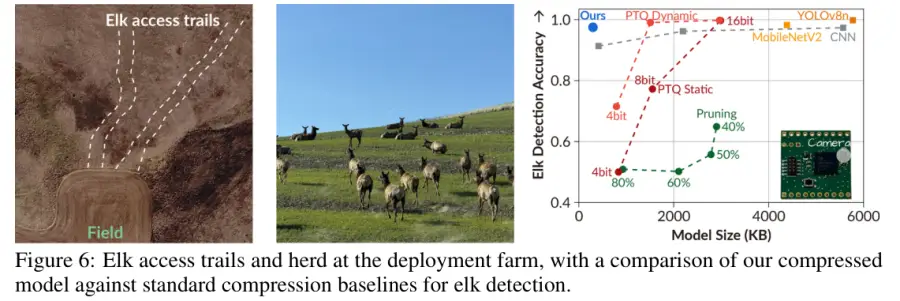 Elk access trails
Field
Elk Detection Accuracy →
1.0
0.8
0.6
0.4
0
2000
4000
6000
Model Size (KB)
Ours
PTQ Dynamic
16bit
YOLOv8n
MobileNetV2
CNN
8bit
PTQ Static
4bit
Pruning
40%
50%
4bit
80%
60%
Camera
Figure 6: Elk access trails and herd at the deployment farm, with a comparison of our compressed
model against standard compression baselines for elk detection.